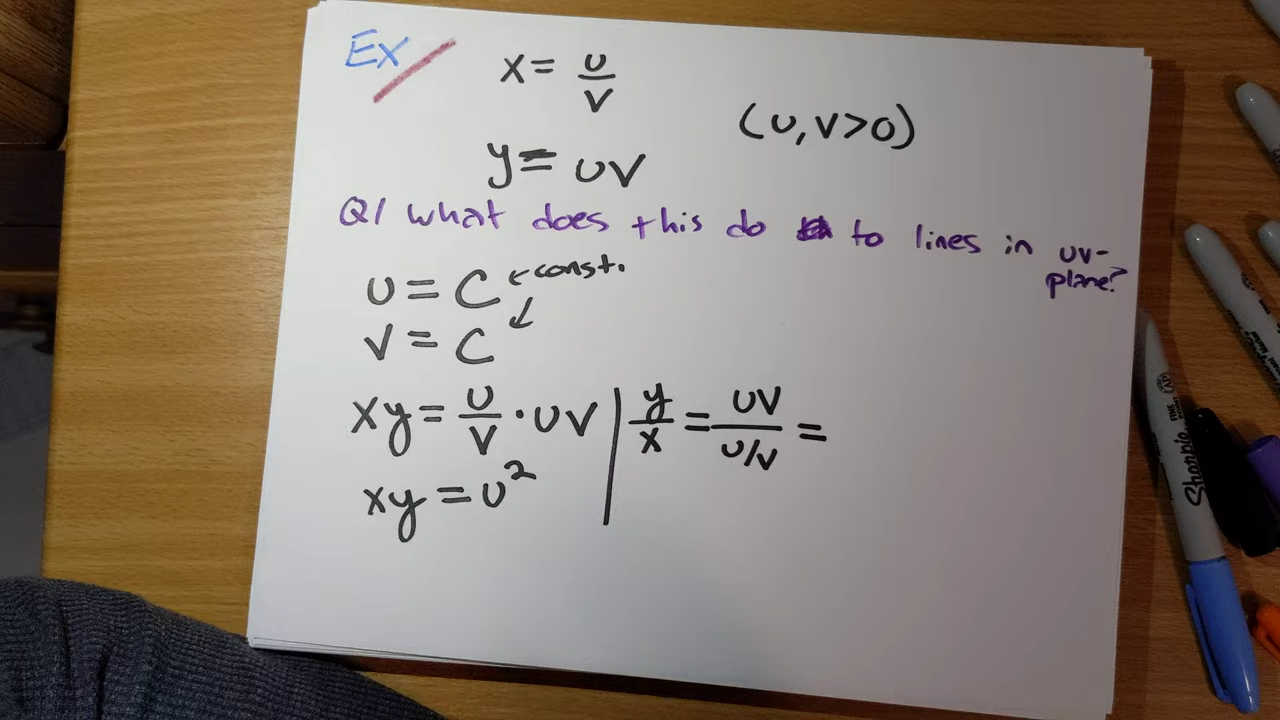 Ex
x = u/v
(u, v > 0)
y = uv
Q1 what does this do to lines in uv-plane?
u = C ← const.
v = C ↙
xy = u/v · uv | y/x = uv/(u/v) =
xy = u²
Sharpie